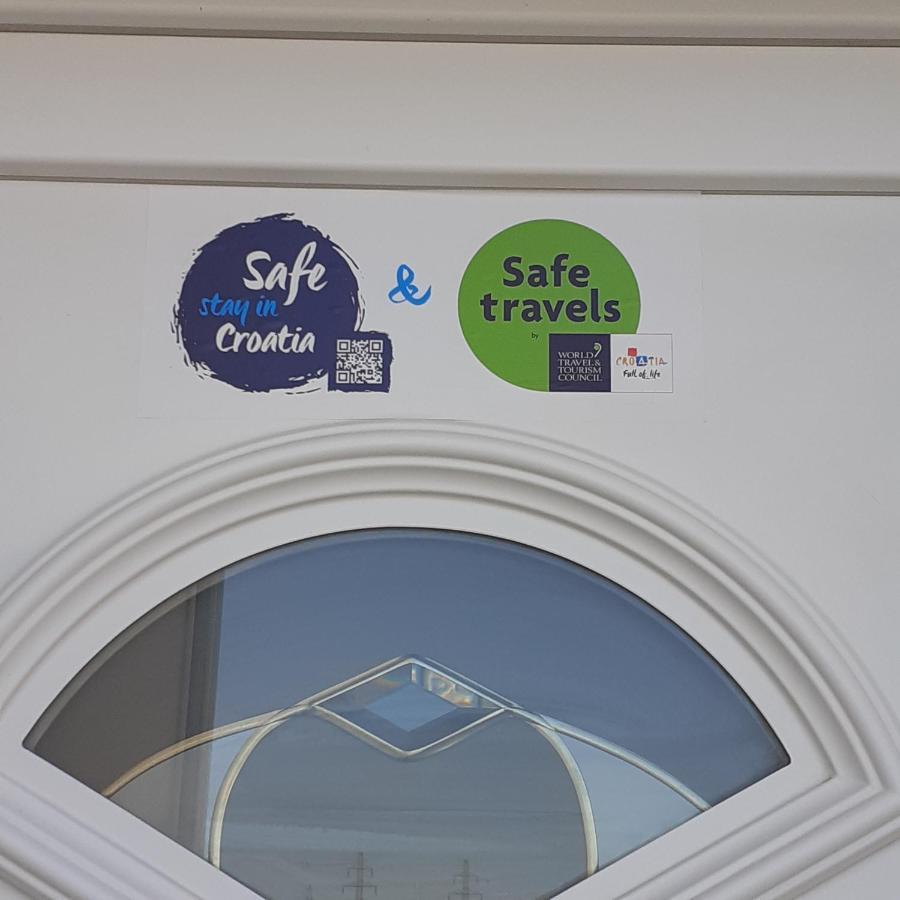 Safe
stay in
Croatia
&
Safe
travels
by
WORLD
TRAVEL &
TOURISM
COUNCIL
CROATIA
Full of life